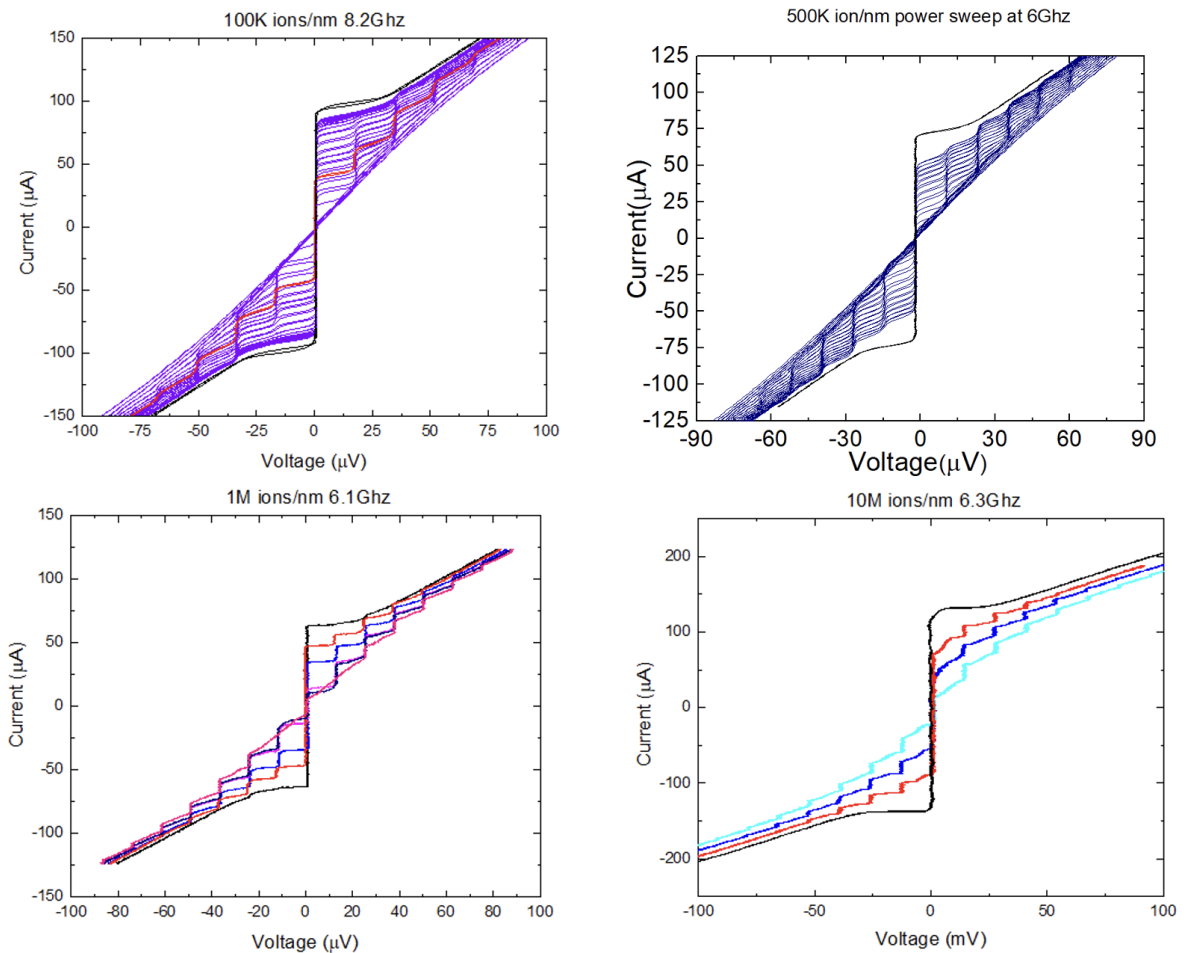 100K ions/nm 8.2Ghz
150
100
50
0
-50
-100
-150
Current (μA)
-100 -75 -50 -25 0 25 50 75 100
Voltage (μV)
500K ion/nm power sweep at 6Ghz
125
100
75
50
25
0
-25
-50
-75
-100
-125
Current(μA)
-90 -60 -30 0 30 60 90
Voltage(μV)
1M ions/nm 6.1Ghz
150
100
50
0
-50
-100
-150
Current (μA)
-100 -80 -60 -40 -20 0 20 40 60 80 100
Voltage (μV)
10M ions/nm 6.3Ghz
200
100
0
-100
-200
Current (μA)
-100 -50 0 50 100
Voltage (mV)